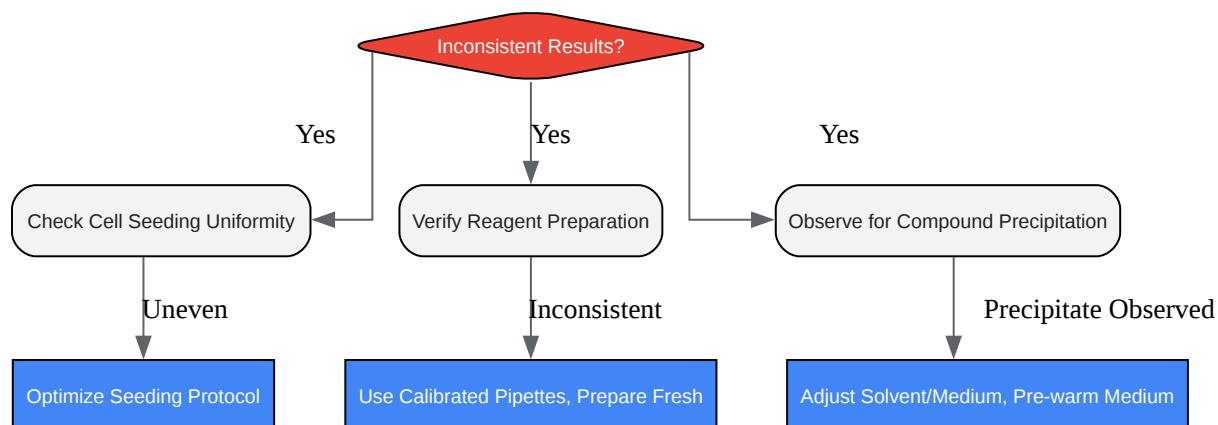 Inconsistent Results?
Yes
Yes
Yes
Check Cell Seeding Uniformity
Verify Reagent Preparation
Observe for Compound Precipitation
Uneven
Inconsistent
Precipitate Observed
Optimize Seeding Protocol
Use Calibrated Pipettes, Prepare Fresh
Adjust Solvent/Medium, Pre-warm Medium